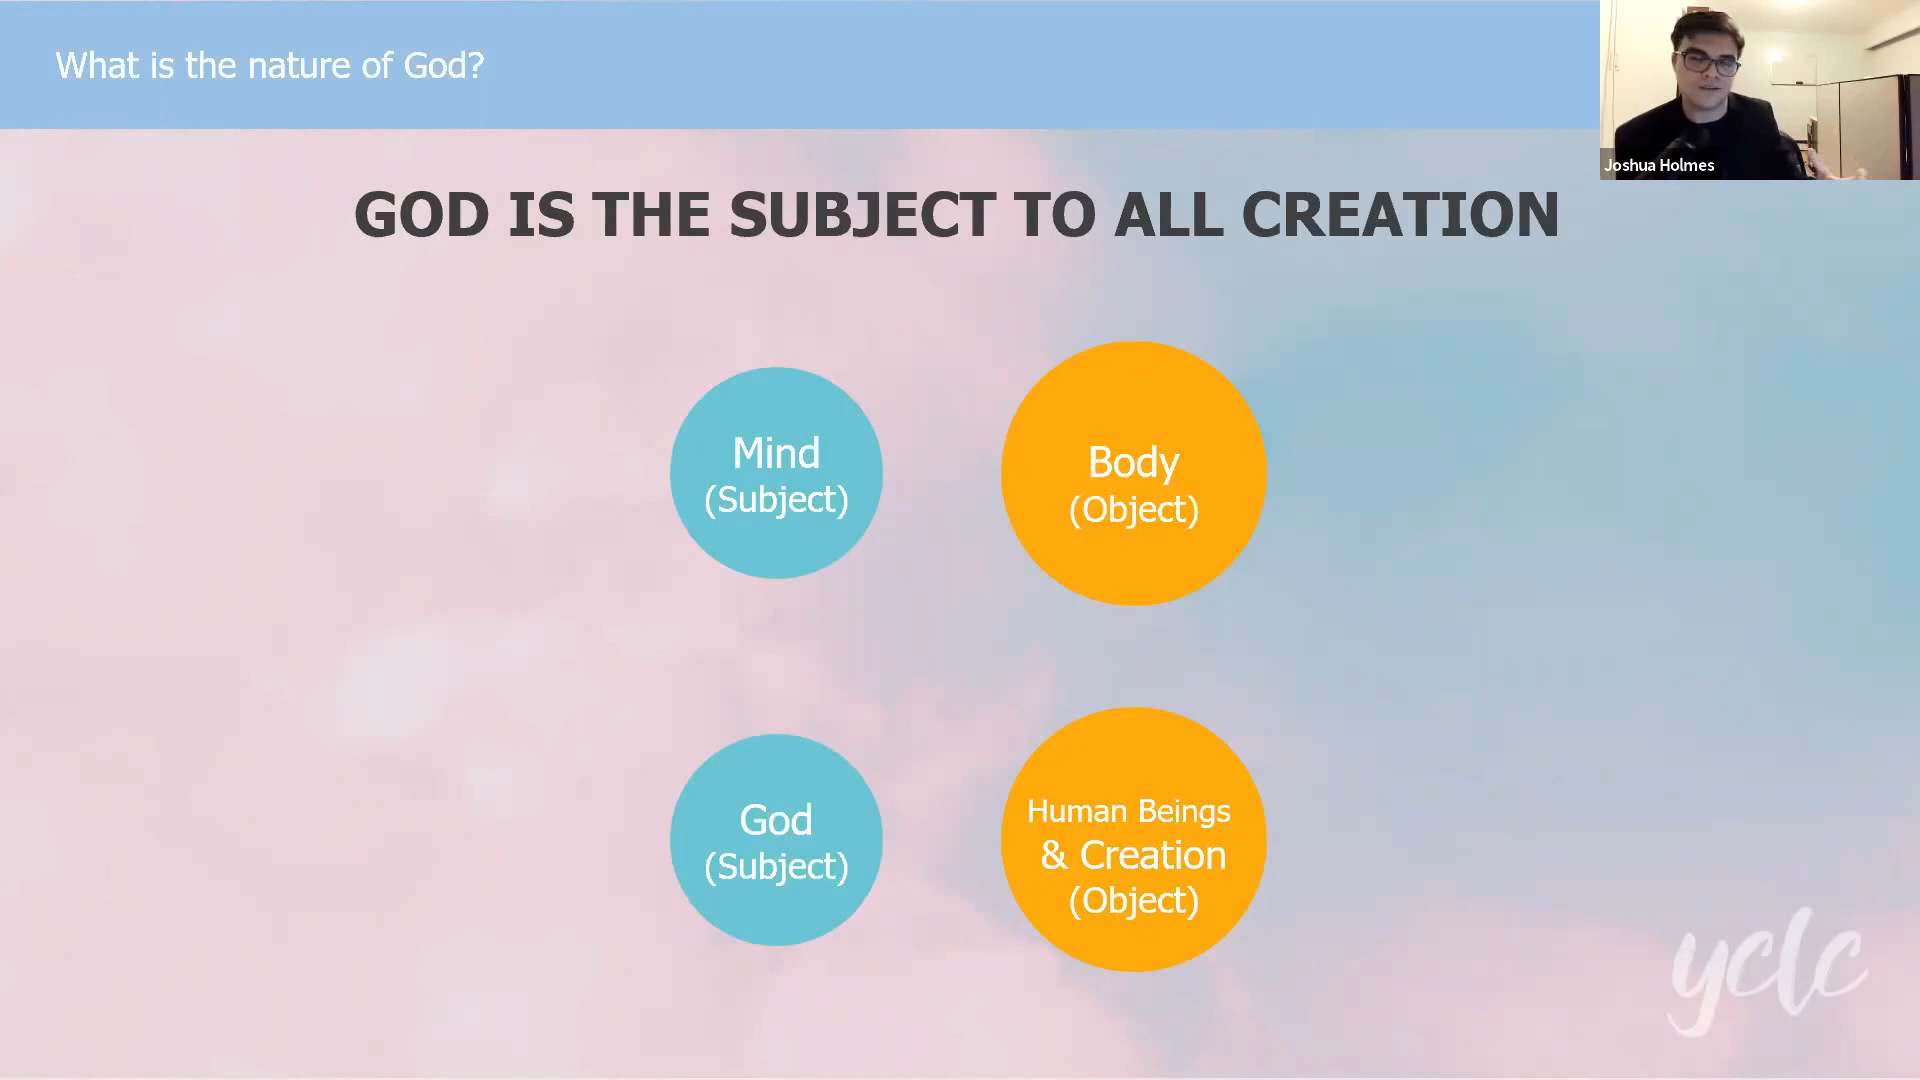 What is the nature of God?
Joshua Holmes
GOD IS THE SUBJECT TO ALL CREATION
Mind
(Subject)
Body
(Object)
God
(Subject)
Human Beings
& Creation
(Object)
yclc